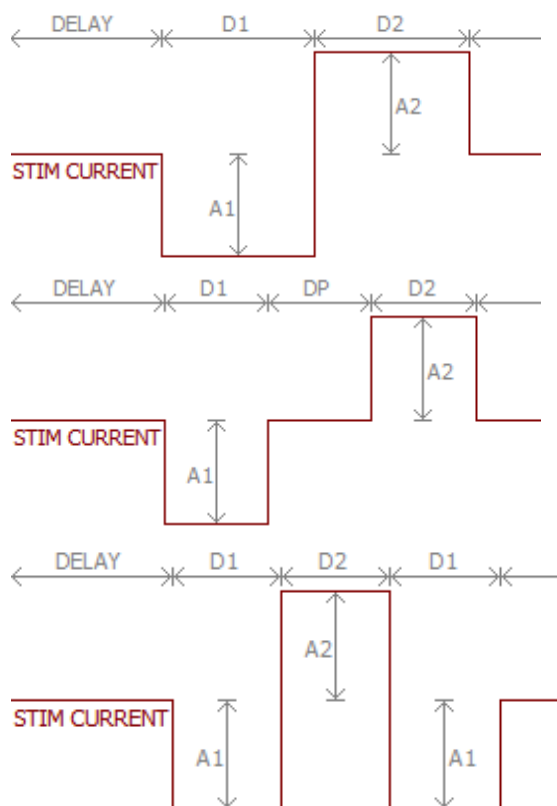 DELAY D1 D2
A2
STIM CURRENT
A1
DELAY D1 DP D2
A2
STIM CURRENT
A1
DELAY D1 D2 D1
A2
STIM CURRENT
A1 A1